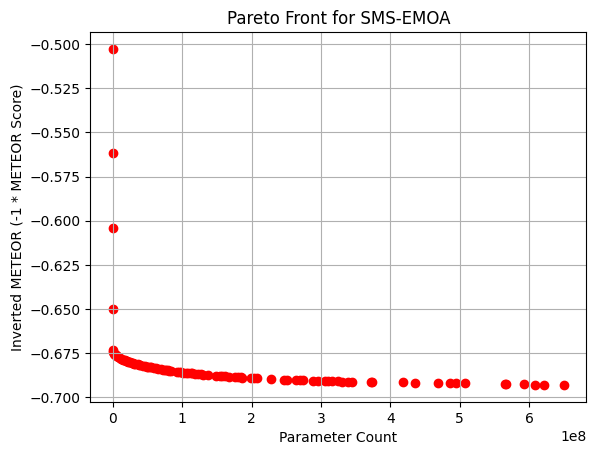 Pareto Front for SMS-EMOA
Inverted METEOR (-1 * METEOR Score)
−0.500
−0.525
−0.550
−0.575
−0.600
−0.625
−0.650
−0.675
−0.700
0 1 2 3 4 5 6
1e8
Parameter Count